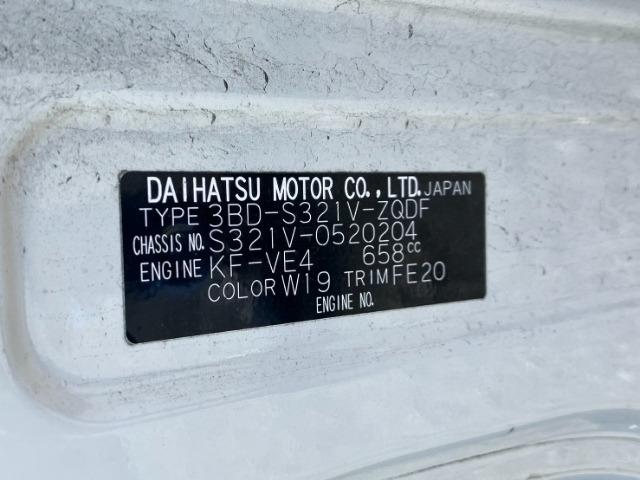 DAIHATSU MOTOR CO.,LTD. JAPAN
TYPE 3BD-S321V-ZQDF
CHASSIS NO. S321V-0520204
ENGINE KF-VE4 658cc
COLOR W19 TRIM FE20
ENGINE NO.